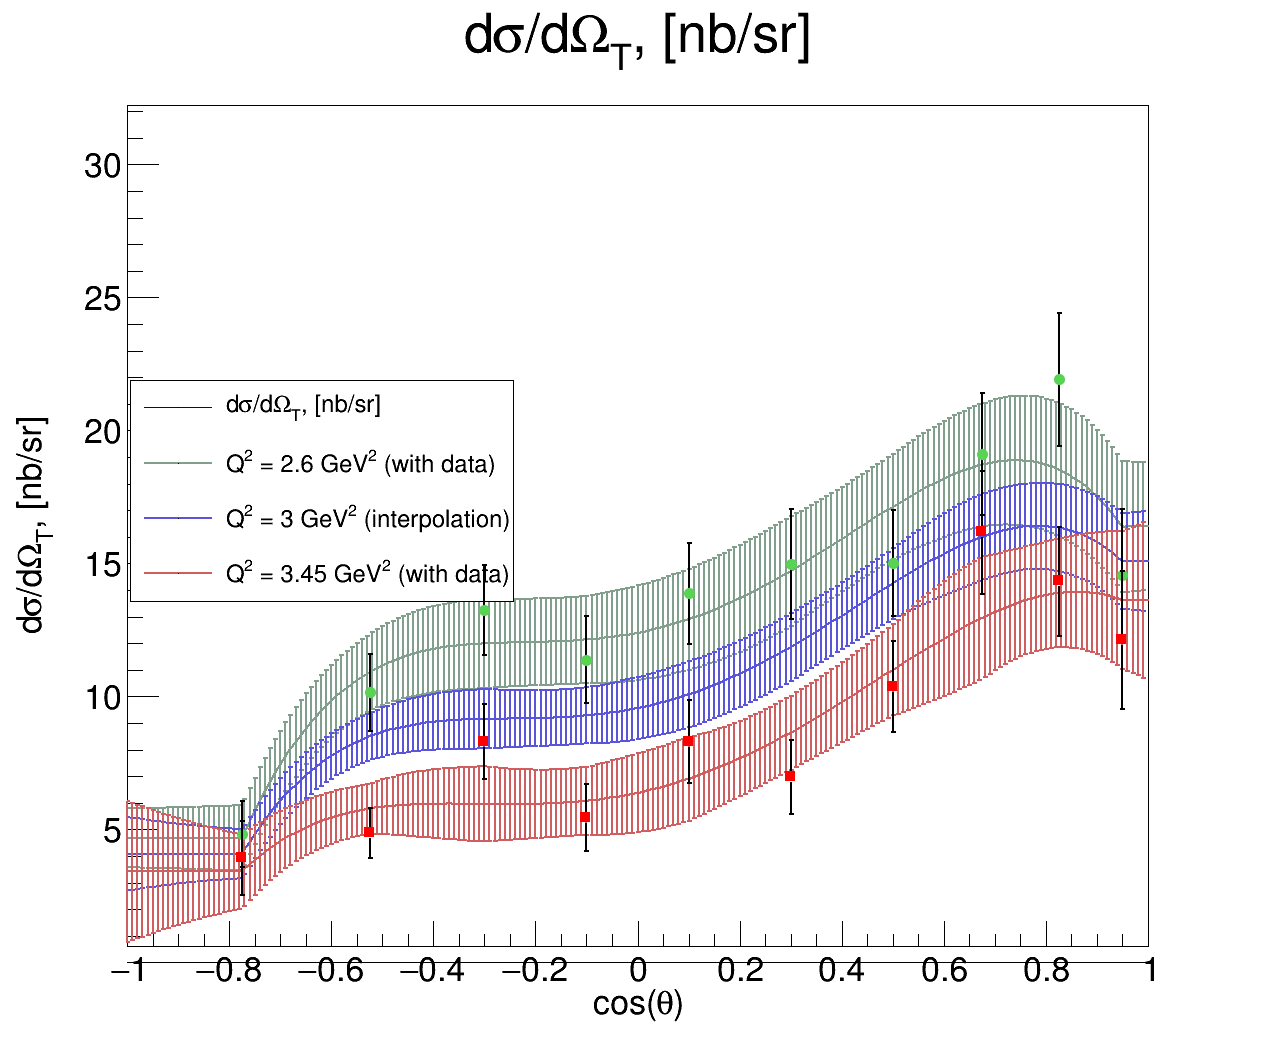 dσ/dΩT, [nb/sr]
dσ/dΩT, [nb/sr]
30
25
20
15
10
5
dσ/dΩT, [nb/sr]
Q² = 2.6 GeV² (with data)
Q² = 3 GeV² (interpolation)
Q² = 3.45 GeV² (with data)
−1 −0.8 −0.6 −0.4 −0.2 0 0.2 0.4 0.6 0.8 1
cos(θ)